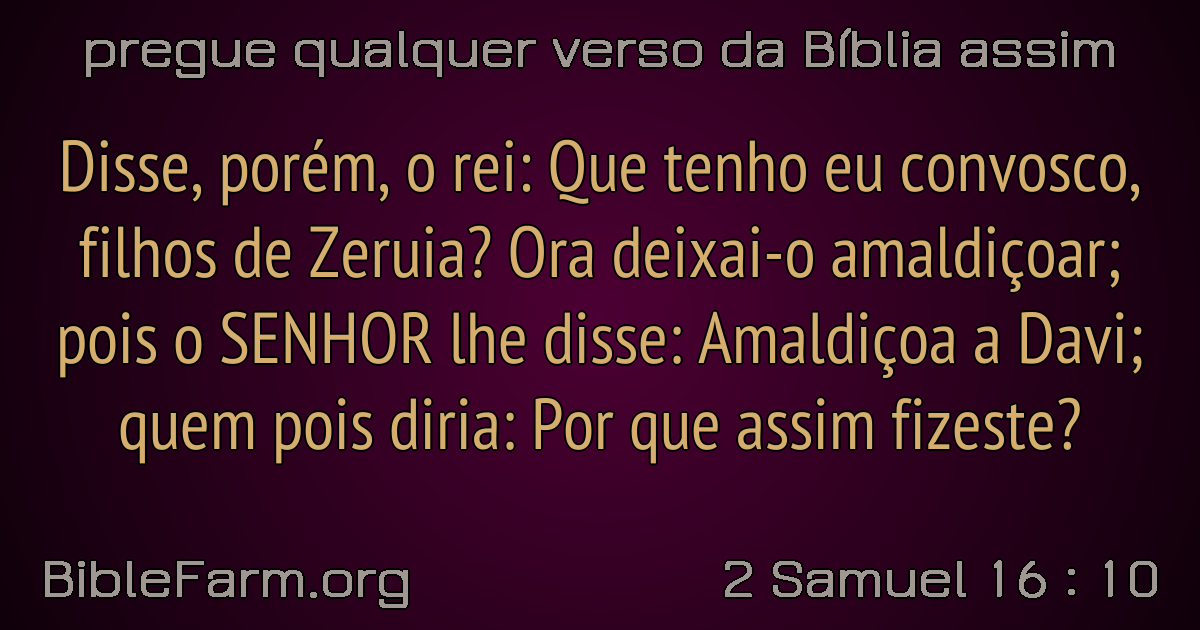 pregue qualquer verso da Bíblia assim
Disse, porém, o rei: Que tenho eu convosco,
filhos de Zeruia? Ora deixai-o amaldiçoar;
pois o SENHOR lhe disse: Amaldiçoa a Davi;
quem pois diria: Por que assim fizeste?
BibleFarm.org
2 Samuel 16 : 10